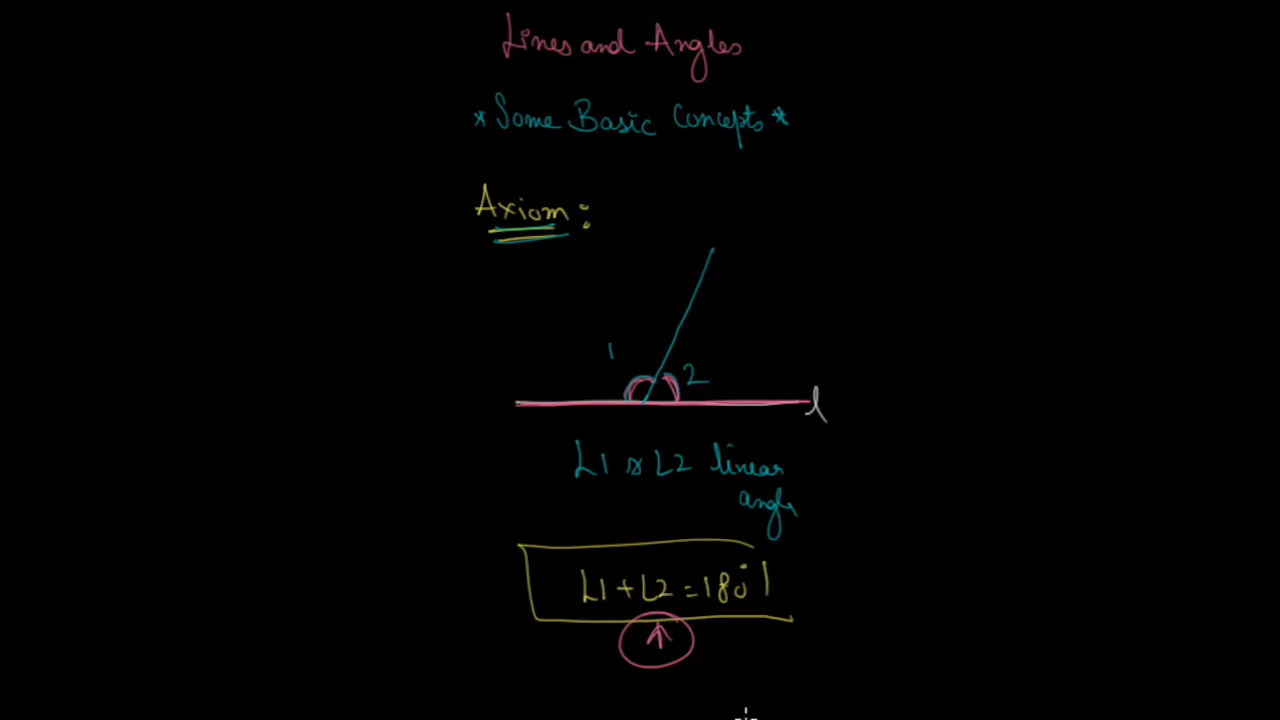 Lines and Angles
*Some Basic Concepts*
Axiom:
1
2
l
∠1 & ∠2 linear
angle
∠1+∠2=180°